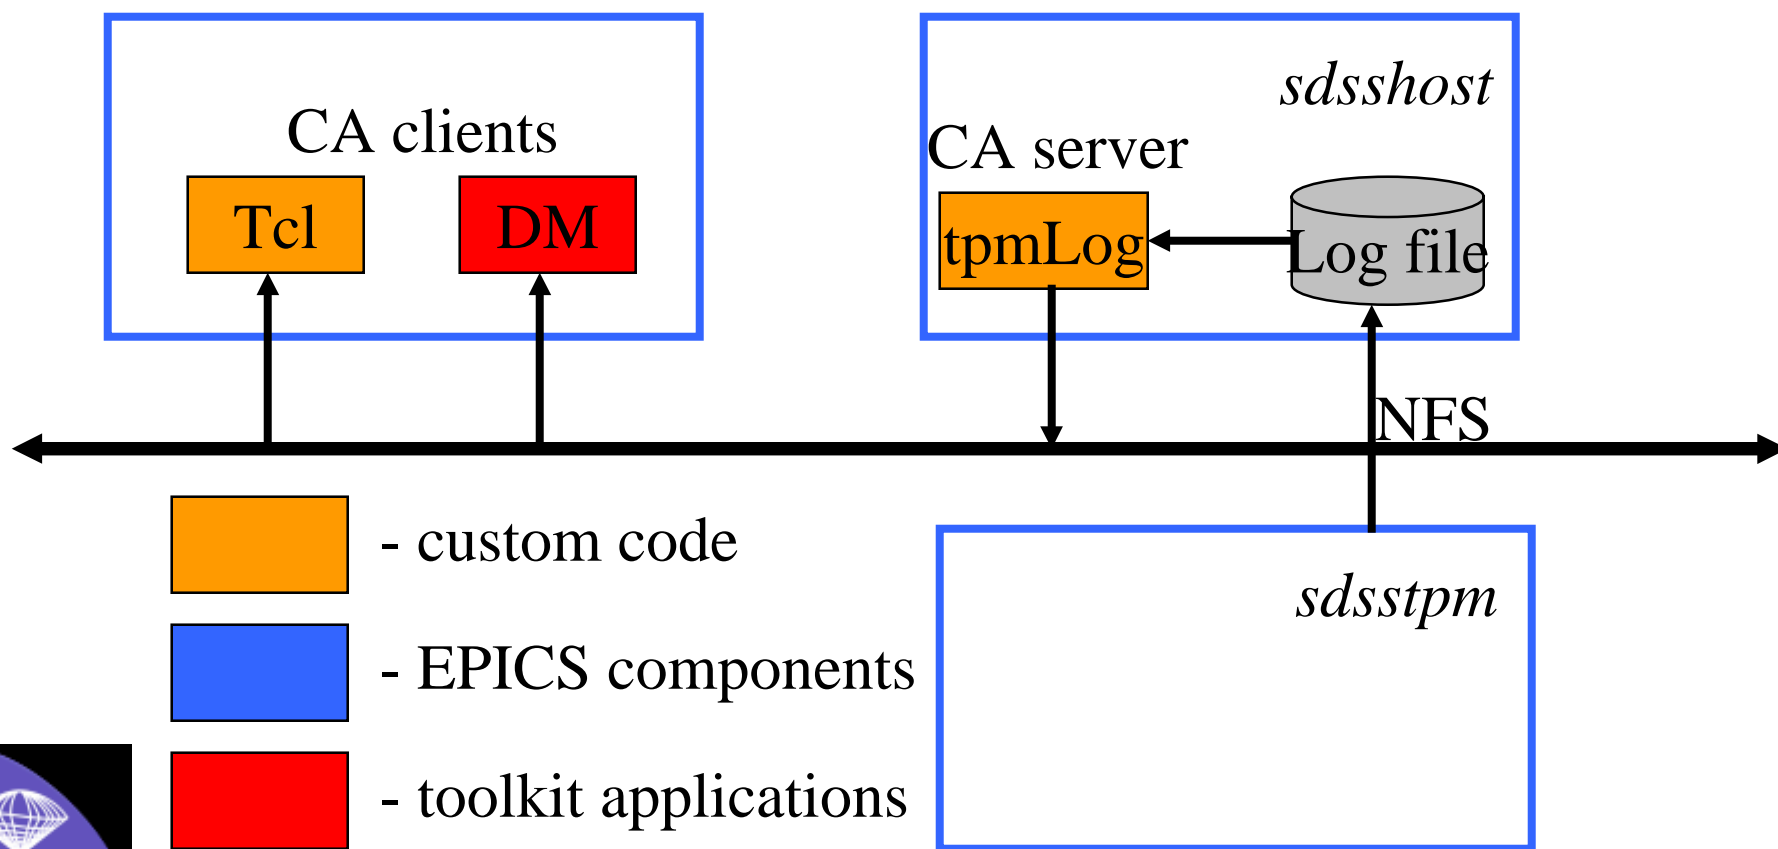 CA clients
Tcl
DM
sdsshost
CA server
tpmLog
Log file
NFS
- custom code
- EPICS components
- toolkit applications
sdsstpm